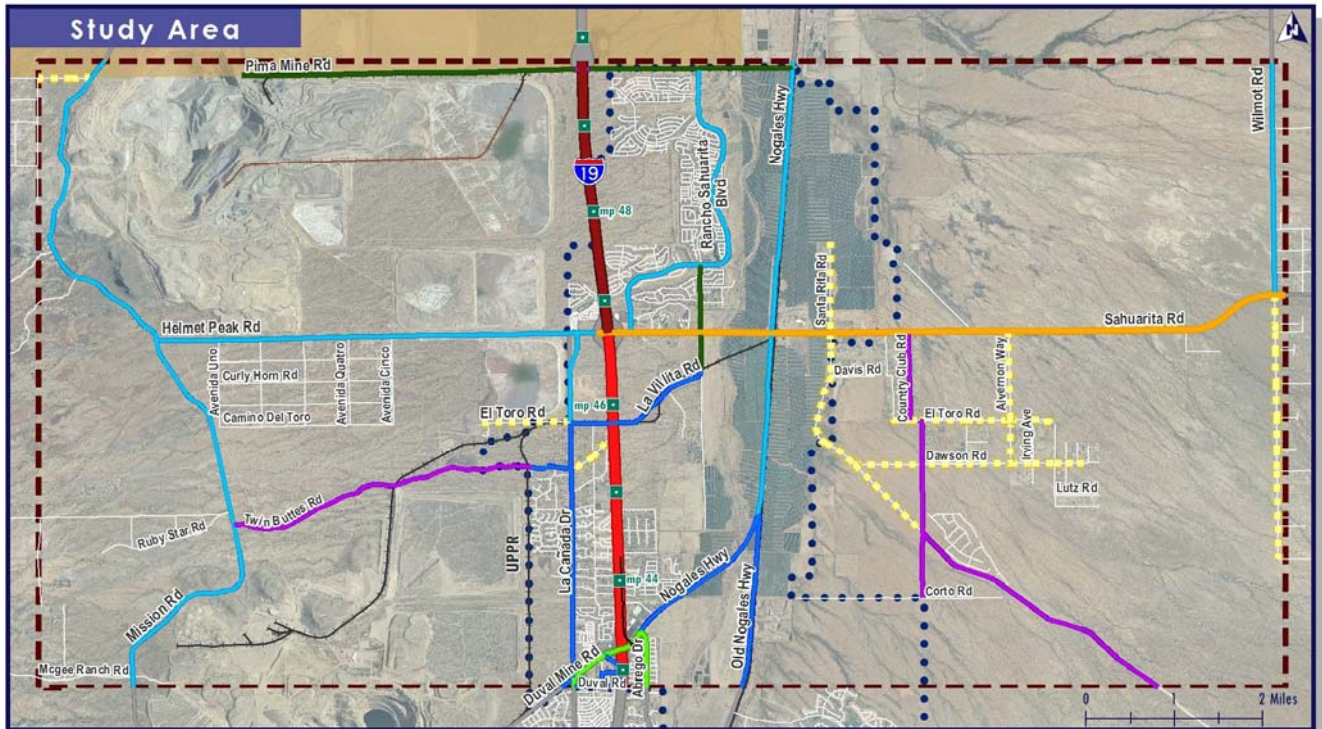 Study Area
N
Pima Mine Rd
Nogales Hwy
Wilmot Rd
19
Rancho Sahuarita
Blvd
mp 48
Santa Rita Rd
Helmet Peak Rd
Sahuarita Rd
Avenida Uno
Curly Horn Rd
Avenida Quatro
Avenida Cinco
Camino Del Toro
La Villita Rd
Davis Rd
Country Club Rd
Alvernon Way
mp 46
El Toro Rd
El Toro Rd
Irving Ave
Dawson Rd
Lutz Rd
Twin Buttes Rd
Ruby Star Rd
UPPR
La Canada Dr
mp 44
Nogales Hwy
Old Nogales Hwy
Corto Rd
Mission Rd
Mcgee Ranch Rd
Duval Mine Rd
Duval Rd
Abrego Dr
0 2 Miles